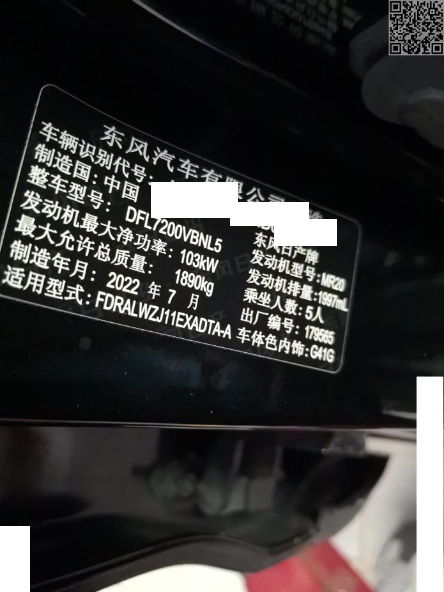 东风汽车有限公司
车辆识别代号:
制造国: 中国 东风日产牌
整车型号: DFL7200VBNL5 发动机型号: MR20
发动机最大净功率: 103kW 发动机排量: 1997mL
最大允许总质量: 1890kg 乘坐人数: 5人
制造年月: 2022 年 7 月 出厂编号: 179565
适用型式: FDRALWZJ11EXADTA-A 车体色内饰: G41G